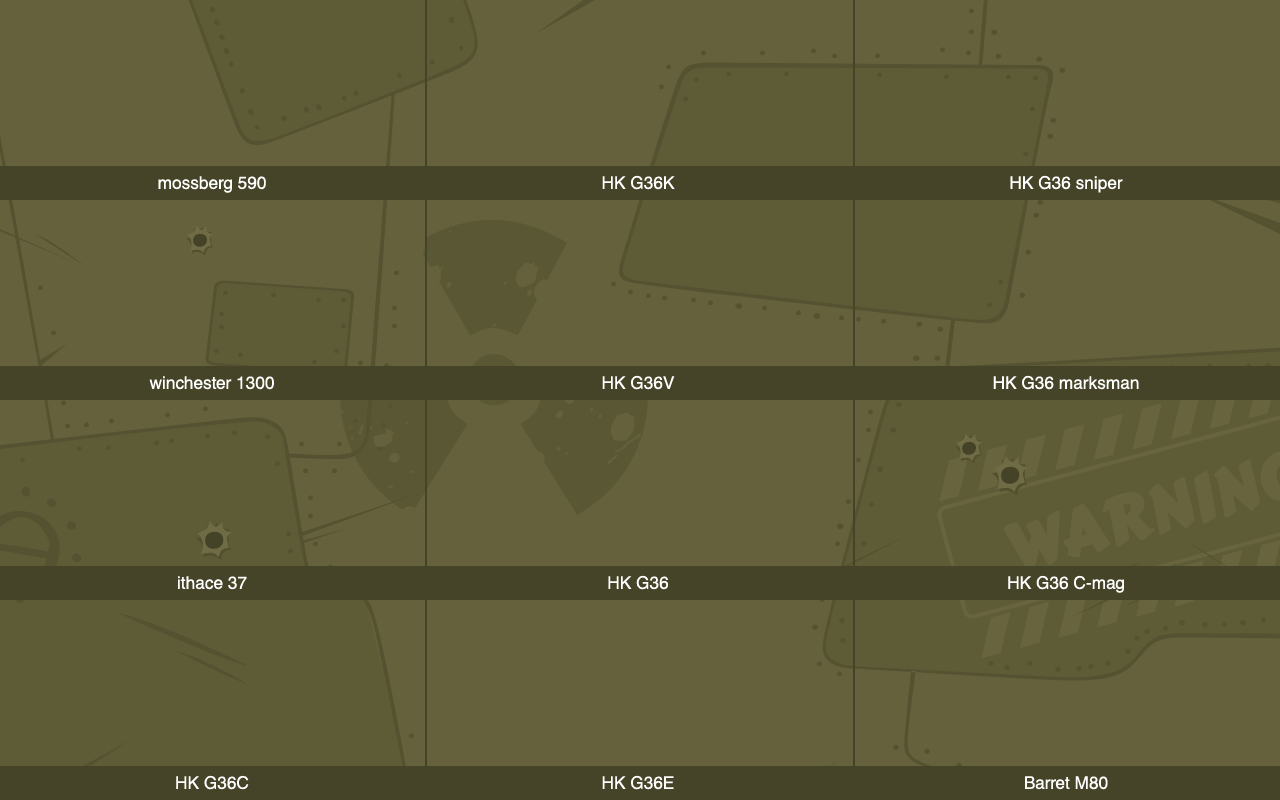 mossberg 590
HK G36K
HK G36 sniper
winchester 1300
HK G36V
HK G36 marksman
ithace 37
HK G36
HK G36 C-mag
WARNING
HK G36C
HK G36E
Barret M80